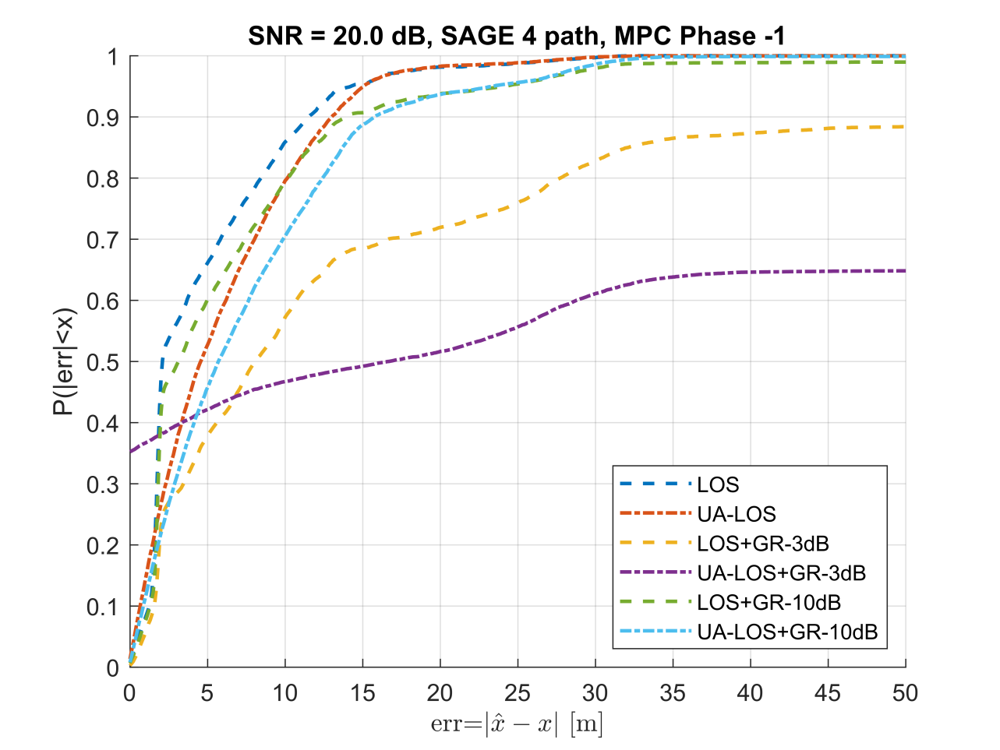 SNR = 20.0 dB, SAGE 4 path, MPC Phase -1
1
0.9
0.8
0.7
0.6
0.5
0.4
0.3
0.2
0.1
0
P(|err|<x)
LOS
UA-LOS
LOS+GR-3dB
UA-LOS+GR-3dB
LOS+GR-10dB
UA-LOS+GR-10dB
0 5 10 15 20 25 30 35 40 45 50
err=|x̂ − x| [m]